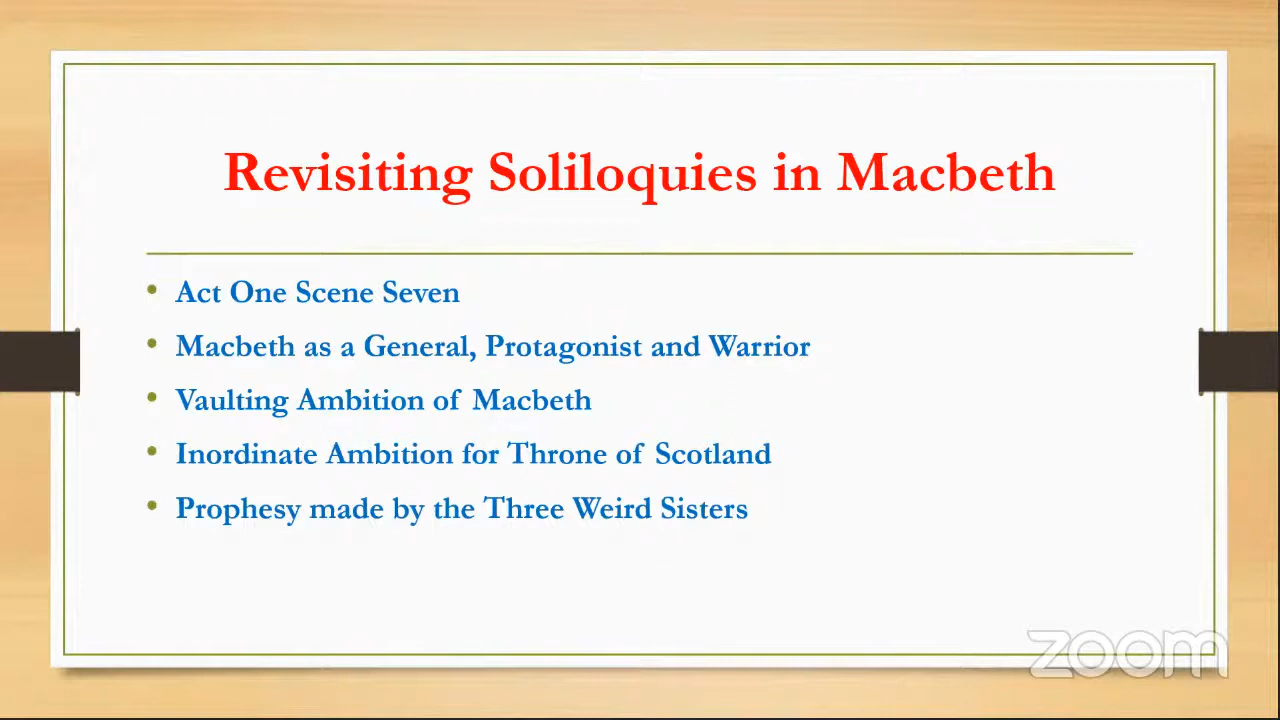 Revisiting Soliloquies in Macbeth
• Act One Scene Seven
• Macbeth as a General, Protagonist and Warrior
• Vaulting Ambition of Macbeth
• Inordinate Ambition for Throne of Scotland
• Prophesy made by the Three Weird Sisters
zoom